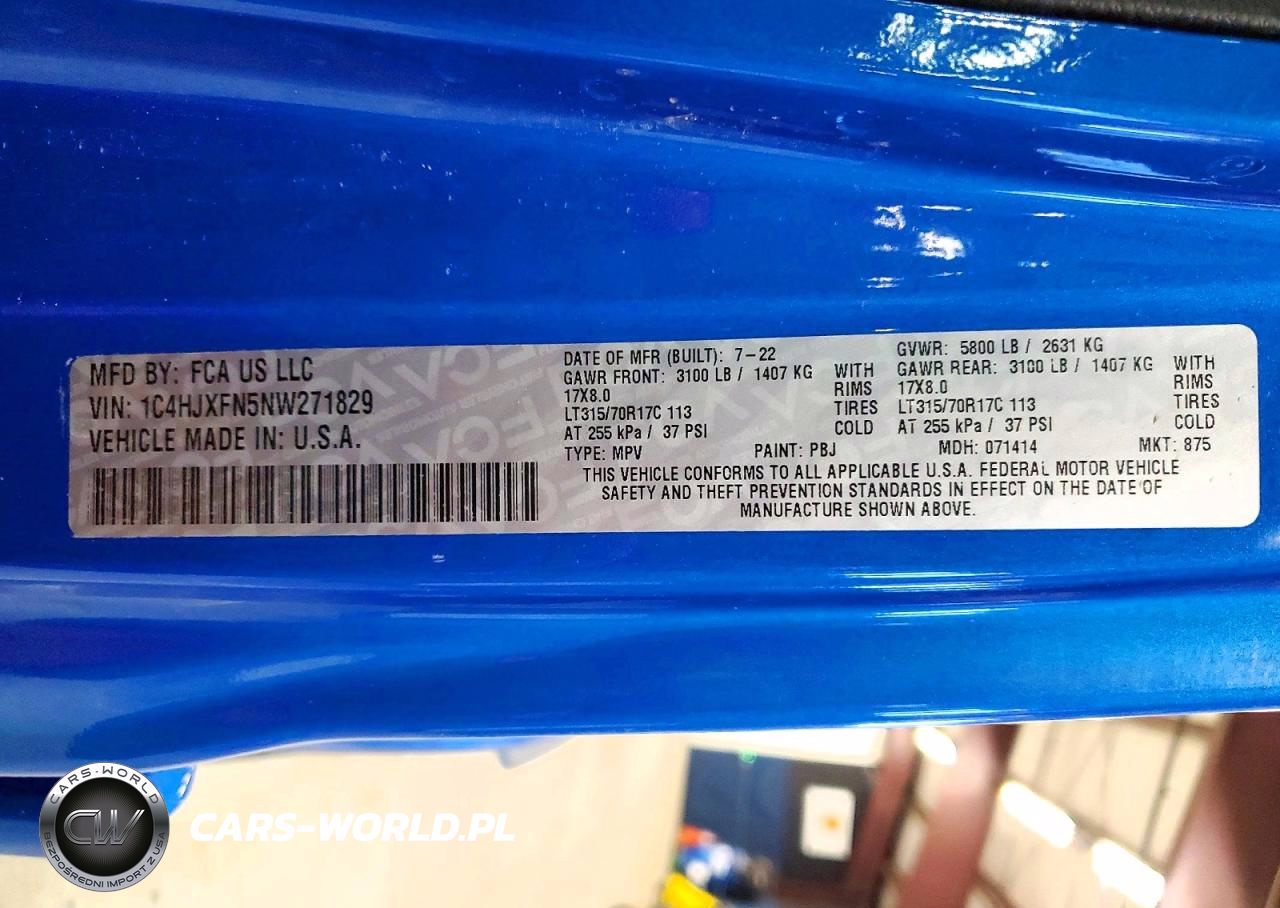 MFD BY: FCA US LLC
VIN: 1C4HJXFN5NW271829
VEHICLE MADE IN: U.S.A.
DATE OF MFR (BUILT): 7-22
GAWR FRONT: 3100 LB / 1407 KG WITH
17X8.0 RIMS
LT315/70R17C 113 TIRES
AT 255 kPa / 37 PSI COLD
GVWR: 5800 LB / 2631 KG
GAWR REAR: 3100 LB / 1407 KG WITH
17X8.0 RIMS
LT315/70R17C 113 TIRES
AT 255 kPa / 37 PSI COLD
TYPE: MPV PAINT: PBJ MDH: 071414 MKT: 875
THIS VEHICLE CONFORMS TO ALL APPLICABLE U.S.A. FEDERAL MOTOR VEHICLE
SAFETY AND THEFT PREVENTION STANDARDS IN EFFECT ON THE DATE OF
MANUFACTURE SHOWN ABOVE.
CARS-WORLD
CW
BEZPOŚREDNI IMPORT Z USA
CARS-WORLD.PL